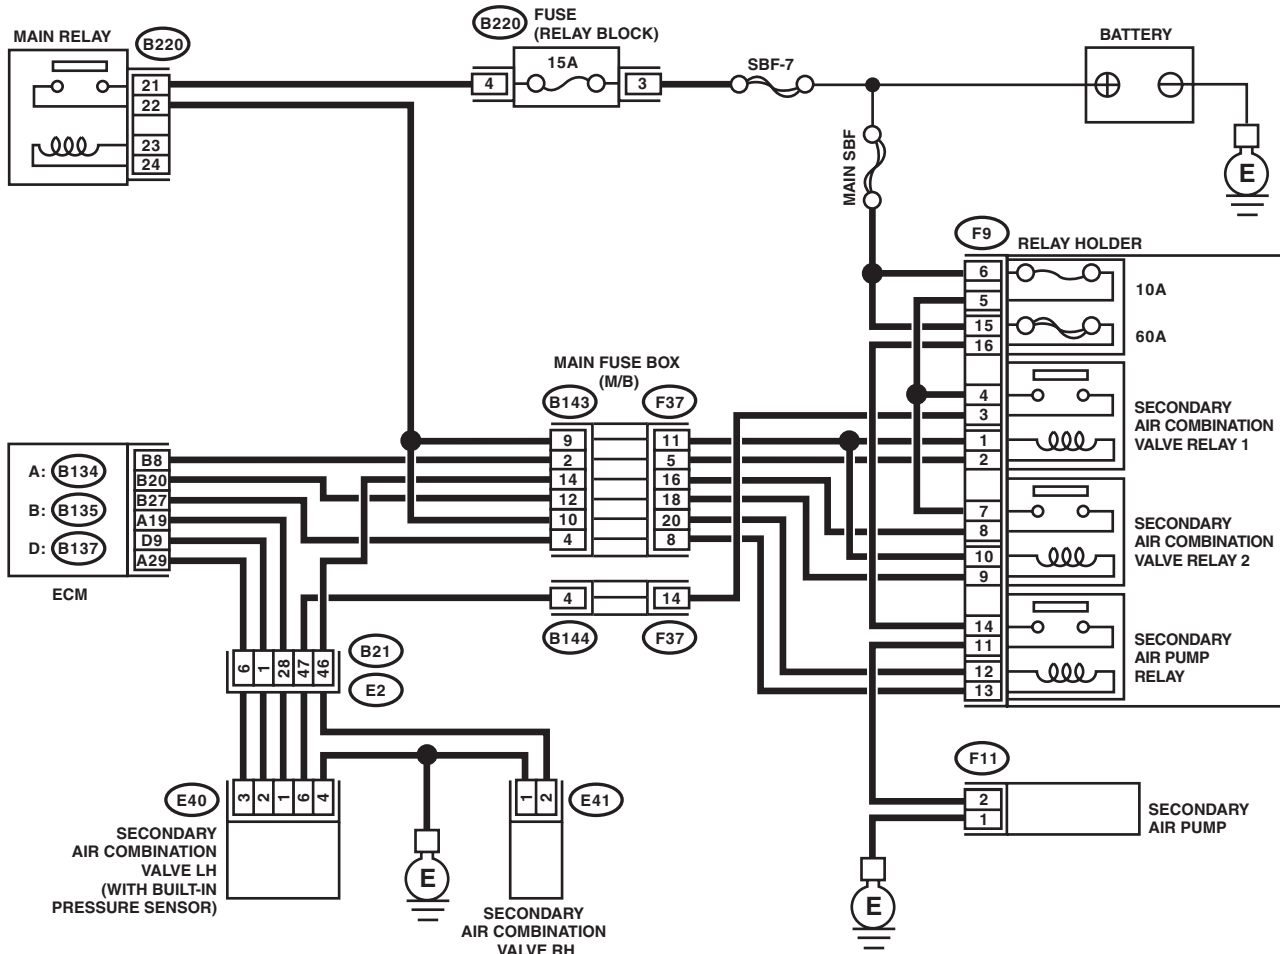 MAIN RELAY
B220
21
22
23
24
B220
FUSE
(RELAY BLOCK)
15A
4
3
SBF-7
BATTERY
E
MAIN SBF
F9
RELAY HOLDER
6
5
15
16
10A
60A
4
3
1
2
SECONDARY
AIR COMBINATION
VALVE RELAY 1
7
8
10
9
SECONDARY
AIR COMBINATION
VALVE RELAY 2
14
11
12
13
SECONDARY
AIR PUMP
RELAY
MAIN FUSE BOX
(M/B)
B143
F37
9 11
2 5
14 16
12 18
10 20
4 8
4 14
B144
F37
A: B134
B: B135
D: B137
ECM
B8
B20
B27
A19
D9
A29
6 1 28 47 46
B21
E2
E40
3 2 1 6 4
SECONDARY
AIR COMBINATION
VALVE LH
(WITH BUILT-IN
PRESSURE SENSOR)
E
1 2
E41
SECONDARY
AIR COMBINATION
VALVE RH
F11
2
1
SECONDARY
AIR PUMP
E